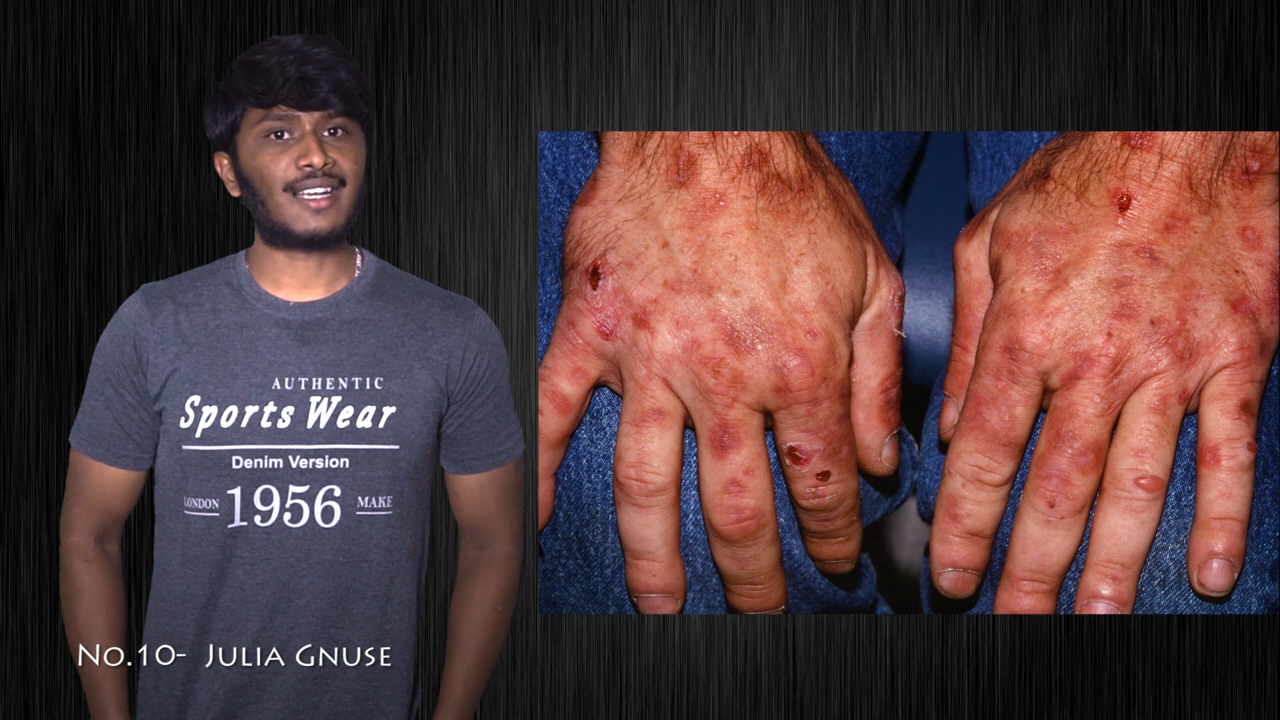 AUTHENTIC
Sports Wear
Denim Version
LONDON 1956 MAKE
No.10- Julia Gnuse